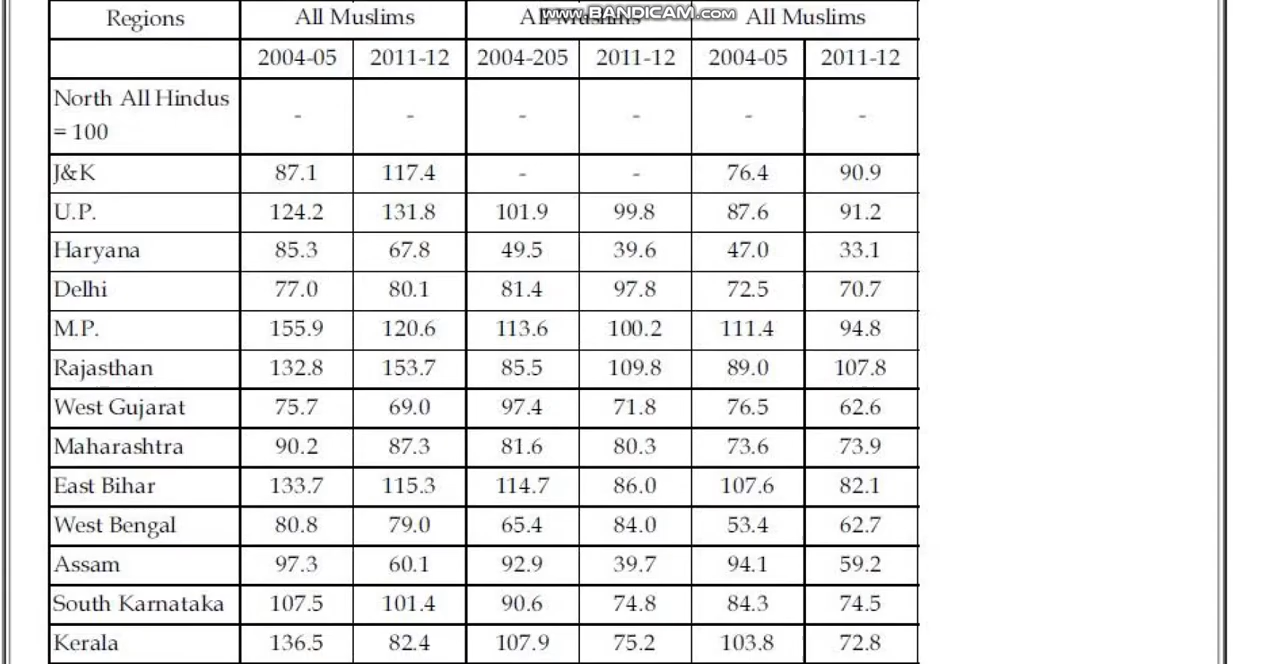 www.BANDICAM.com
Regions All Muslims All Muslims All Muslims
2004-05 2011-12 2004-205 2011-12 2004-05 2011-12
North All Hindus
= 100 - - - - - -
J&K 87.1 117.4 - - 76.4 90.9
U.P. 124.2 131.8 101.9 99.8 87.6 91.2
Haryana 85.3 67.8 49.5 39.6 47.0 33.1
Delhi 77.0 80.1 81.4 97.8 72.5 70.7
M.P. 155.9 120.6 113.6 100.2 111.4 94.8
Rajasthan 132.8 153.7 85.5 109.8 89.0 107.8
West Gujarat 75.7 69.0 97.4 71.8 76.5 62.6
Maharashtra 90.2 87.3 81.6 80.3 73.6 73.9
East Bihar 133.7 115.3 114.7 86.0 107.6 82.1
West Bengal 80.8 79.0 65.4 84.0 53.4 62.7
Assam 97.3 60.1 92.9 39.7 94.1 59.2
South Karnataka 107.5 101.4 90.6 74.8 84.3 74.5
Kerala 136.5 82.4 107.9 75.2 103.8 72.8